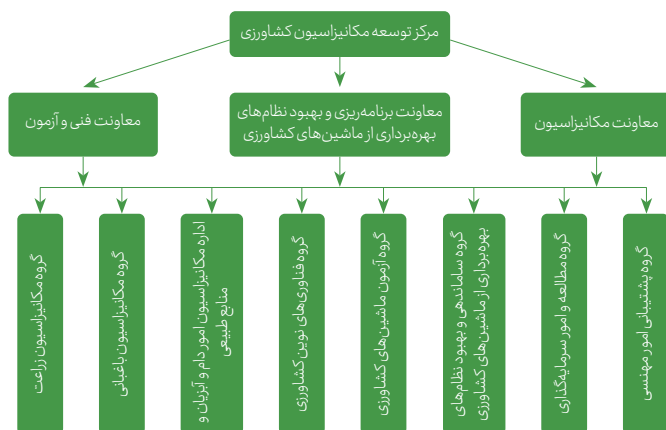 مرکز توسعه مکانیزاسیون کشاورزی
معاونت مکانیزاسیون
معاونت برنامه‌ریزی و بهبود نظام‌های
بهره‌برداری از ماشین‌های کشاورزی
معاونت فنی و آزمون
گروه پشتیبانی امور مهنسی
گروه مطالعه و امور سرمایه‌گذاری
گروه ساماندهی و بهبود نظام‌های
بهره‌برداری از ماشین‌های کشاورزی
گروه آزمون ماشین‌های کشاورزی
گروه فناوری‌های نوین کشاورزی
اداره مکانیزاسیون امور دام و آبزیان و
منابع طبیعی
گروه مکانیزاسیون باغبانی
گروه مکانیزاسیون زراعت